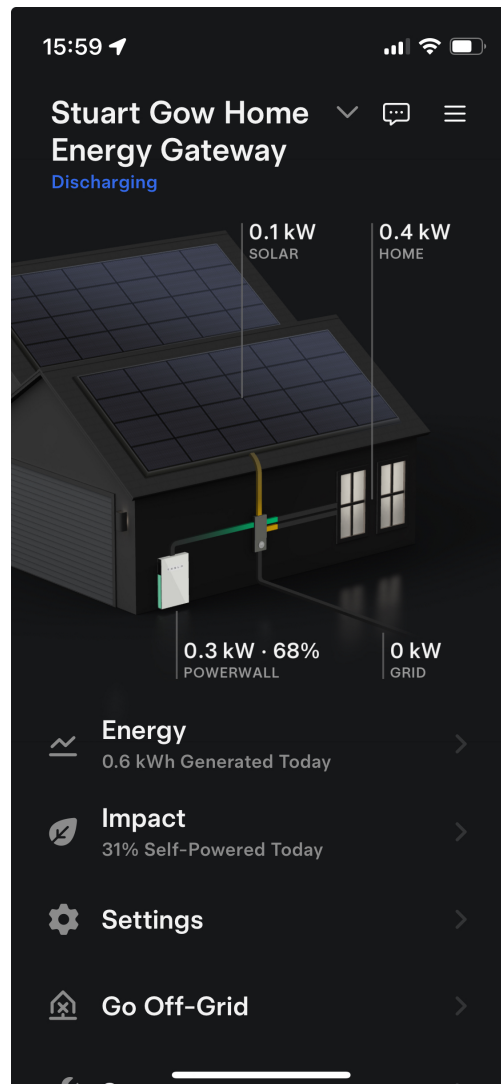 15:59
Stuart Gow Home
Energy Gateway
Discharging
0.1 kW
SOLAR
0.4 kW
HOME
0.3 kW · 68%
POWERWALL
0 kW
GRID
Energy
0.6 kWh Generated Today
Impact
31% Self-Powered Today
Settings
Go Off-Grid